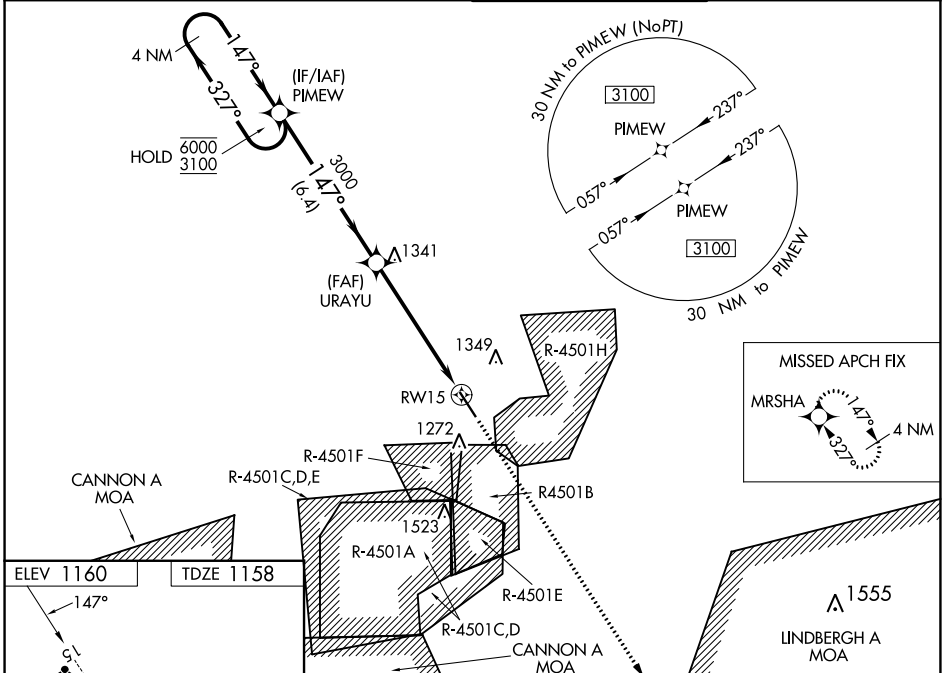 4 NM
147°
327°
(IF/IAF)
PIMEW
HOLD
6000
3100
3000
147°
(6.4)
(FAF)
URAYU
1341
30 NM to PIMEW (NoPT)
3100
PIMEW
237°
057°
237°
PIMEW
057°
3100
30 NM to PIMEW
1349
R-4501H
RW15
MISSED APCH FIX
MRSHA
147°
327°
4 NM
1272
R-4501F
R-4501C,D,E
R4501B
CANNON A
MOA
1523
R-4501A
R-4501E
R-4501C,D
CANNON A
MOA
1555
LINDBERGH A
MOA
ELEV 1160
TDZE 1158
147°
15